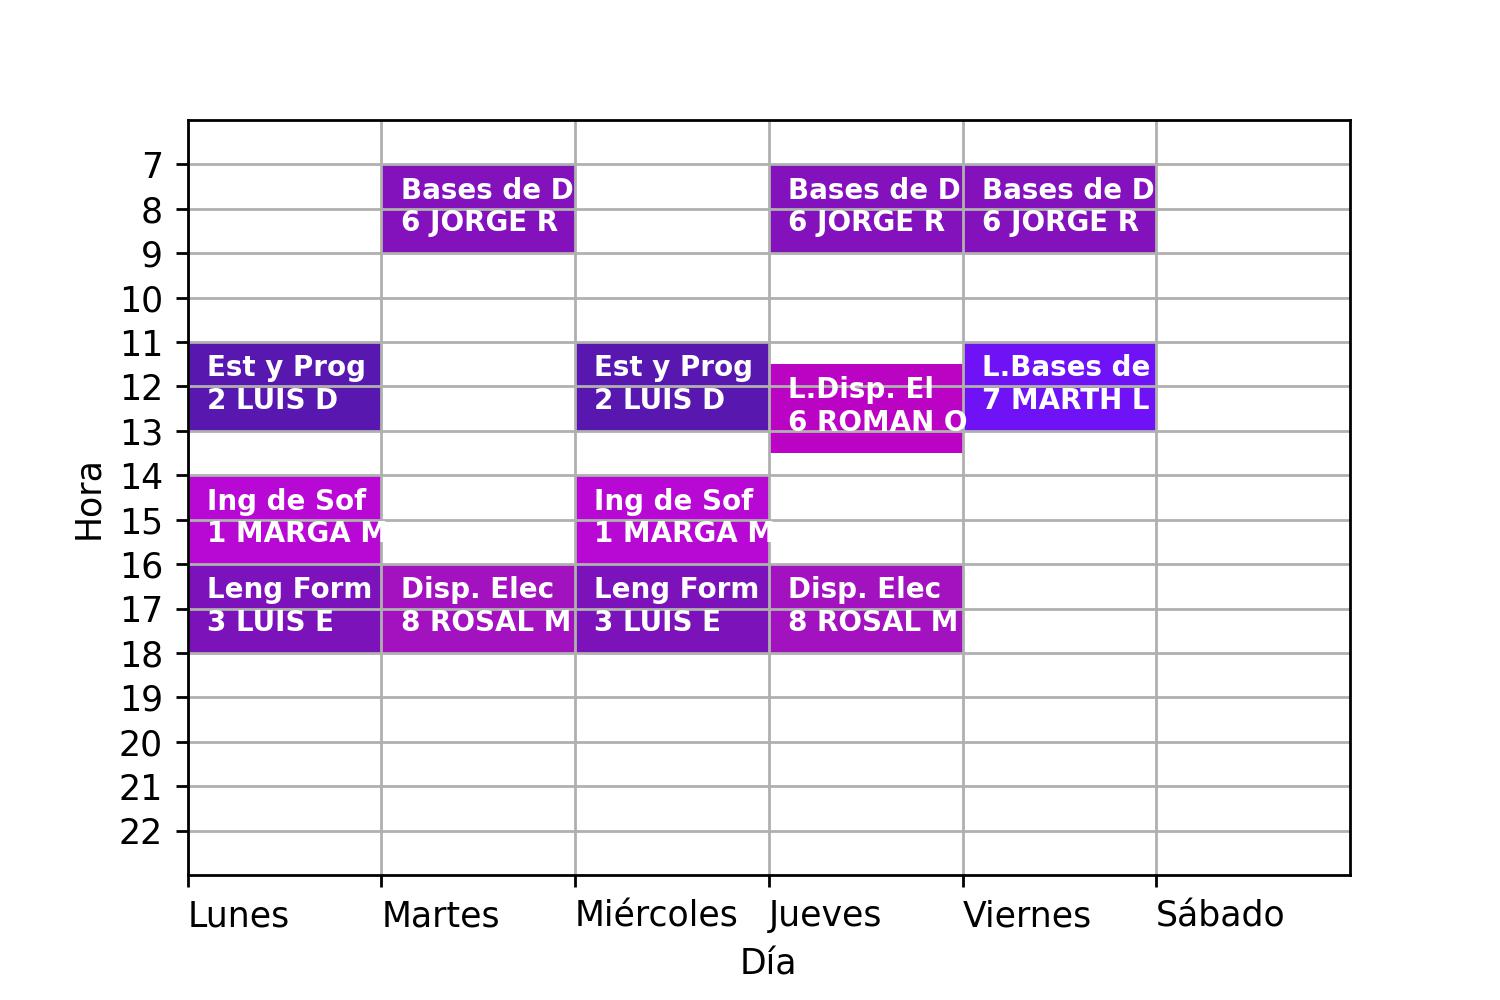 7
8
9
10
11
12
13
14
15
16
17
18
19
20
21
22
Hora
Bases de D
6 JORGE R
Bases de D
6 JORGE R
Bases de D
6 JORGE R
Est y Prog
2 LUIS D
Est y Prog
2 LUIS D
L.Disp. El
6 ROMAN O
L.Bases de
7 MARTH L
Ing de Sof
1 MARGA M
Ing de Sof
1 MARGA M
Leng Form
3 LUIS E
Disp. Elec
8 ROSAL M
Leng Form
3 LUIS E
Disp. Elec
8 ROSAL M
Lunes
Martes
Miércoles
Jueves
Viernes
Sábado
Día